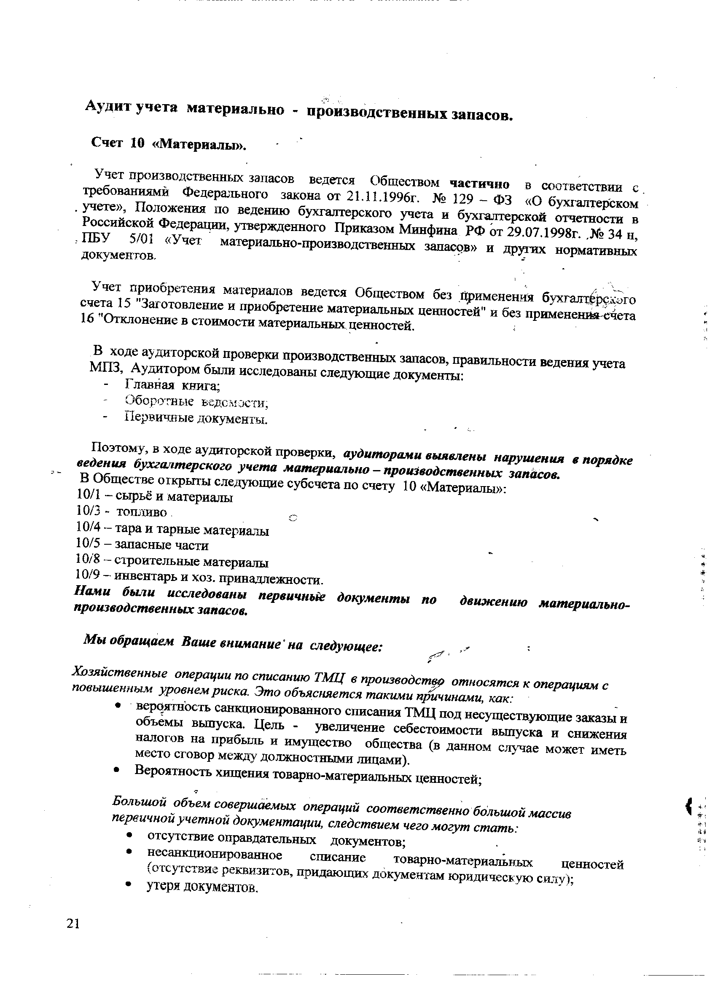 Аудит учета материально - производственных запасов.
Счет 10 «Материалы».
Учет производственных запасов ведется Обществом частично в соответствии с
требованиями Федерального закона от 21.11.1996г. № 129 – ФЗ «О бухгалтерском
учете», Положения по ведению бухгалтерского учета и бухгалтерской отчетности в
Российской Федерации, утвержденного Приказом Минфина РФ от 29.07.1998г. № 34 н,
ПБУ 5/01 «Учет материально-производственных запасов» и других нормативных
документов.
Учет приобретения материалов ведется Обществом без применения бухгалтерского
счета 15 "Заготовление и приобретение материальных ценностей" и без применения счета
16 "Отклонение в стоимости материальных ценностей.
В ходе аудиторской проверки производственных запасов, правильности ведения учета
МПЗ, Аудитором были исследованы следующие документы:
- Главная книга;
- Оборотные ведомости;
- Первичные документы.
Поэтому, в ходе аудиторской проверки, аудиторами выявлены нарушения в порядке
ведения бухгалтерского учета материально – производственных запасов.
В Обществе открыты следующие субсчета по счету 10 «Материалы»:
10/1 – сырьё и материалы
10/3 - топливо
10/4 – тара и тарные материалы
10/5 – запасные части
10/8 – строительные материалы
10/9 – инвентарь и хоз. принадлежности.
Нами были исследованы первичные документы по движению материально-
производственных запасов.
Мы обращаем Ваше внимание на следующее:
Хозяйственные операции по списанию ТМЦ в производство относятся к операциям с
повышенным уровнем риска. Это объясняется такими причинами, как:
• вероятность санкционированного списания ТМЦ под несуществующие заказы и
объемы выпуска. Цель - увеличение себестоимости выпуска и снижения
налогов на прибыль и имущество общества (в данном случае может иметь
место сговор между должностными лицами).
• Вероятность хищения товарно-материальных ценностей;
Большой объем совершаемых операций соответственно большой массив
первичной учетной документации, следствием чего могут стать:
• отсутствие оправдательных документов;
• несанкционированное списание товарно-материальных ценностей
(отсутствие реквизитов, придающих документам юридическую силу);
• утеря документов.
21